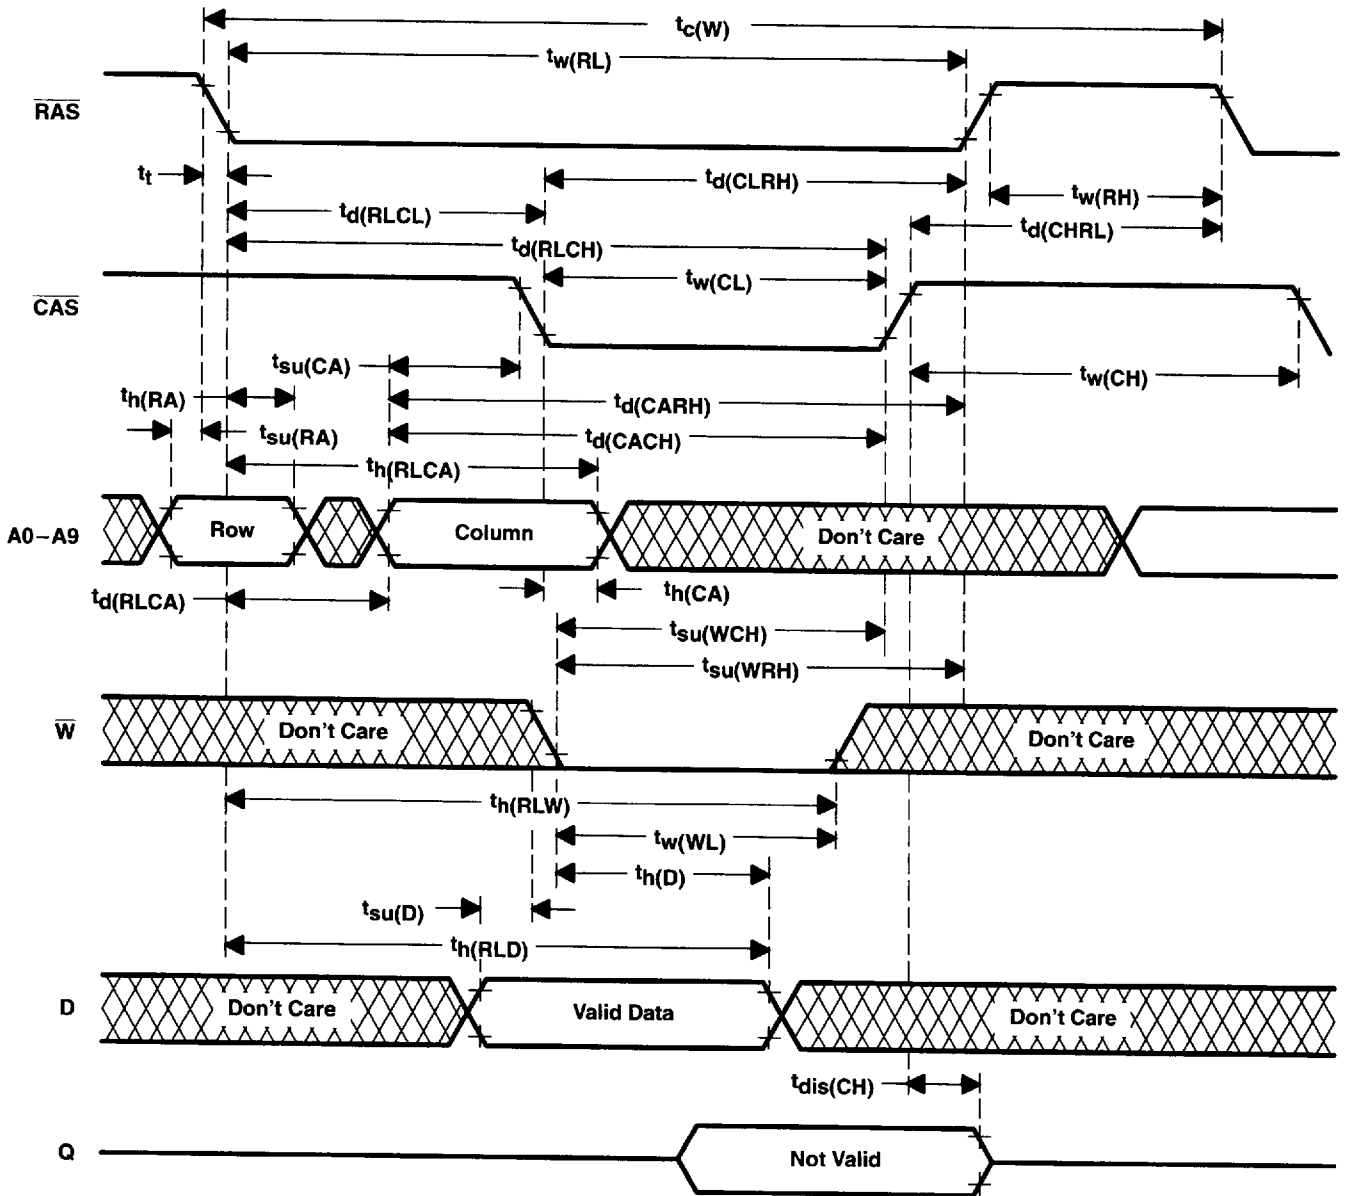 tc(W)
tw(RL)
RAS
tt
td(CLRH)
tw(RH)
td(RLCL)
td(CHRL)
td(RLCH)
tw(CL)
CAS
tsu(CA)
tw(CH)
th(RA)
td(CARH)
tsu(RA)
td(CACH)
th(RLCA)
A0–A9 Row Column Don't Care
td(RLCA)
th(CA)
tsu(WCH)
tsu(WRH)
W Don't Care Don't Care
th(RLW)
tw(WL)
th(D)
tsu(D)
th(RLD)
D Don't Care Valid Data Don't Care
tdis(CH)
Q Not Valid